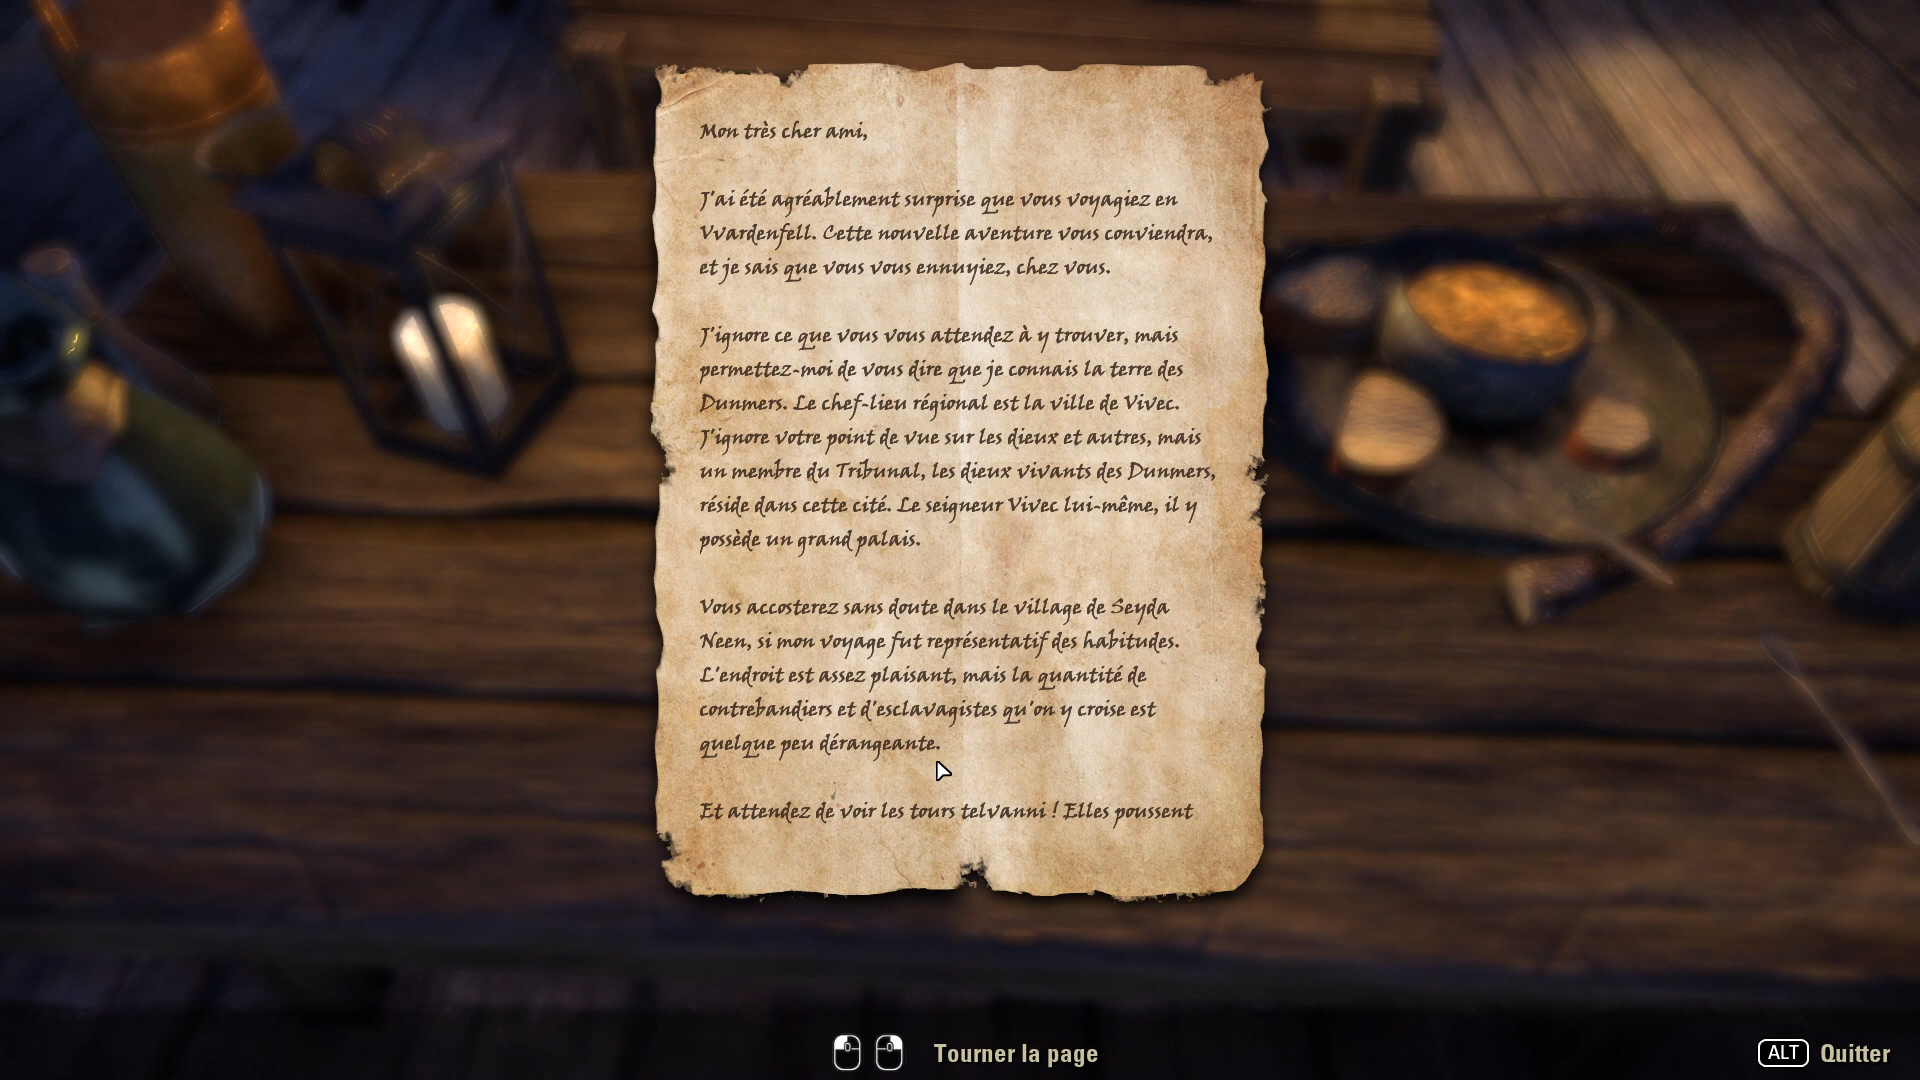 Mon très cher ami,
J'ai été agréablement surprise que vous voyagiez en
Vvardenfell. Cette nouvelle aventure vous conviendra,
et je sais que vous vous ennuyiez, chez vous.
J'ignore ce que vous vous attendez à y trouver, mais
permettez-moi de vous dire que je connais la terre des
Dunmers. Le chef-lieu régional est la ville de Vivec.
J'ignore votre point de vue sur les dieux et autres, mais
un membre du Tribunal, les dieux vivants des Dunmers,
réside dans cette cité. Le seigneur Vivec lui-même, il y
possède un grand palais.
Vous accosterez sans doute dans le village de Seyda
Neen, si mon voyage fut représentatif des habitudes.
L'endroit est assez plaisant, mais la quantité de
contrebandiers et d'esclavagistes qu'on y croise est
quelque peu dérangeante.
Et attendez de voir les tours telvanni ! Elles poussent
Tourner la page
ALT Quitter